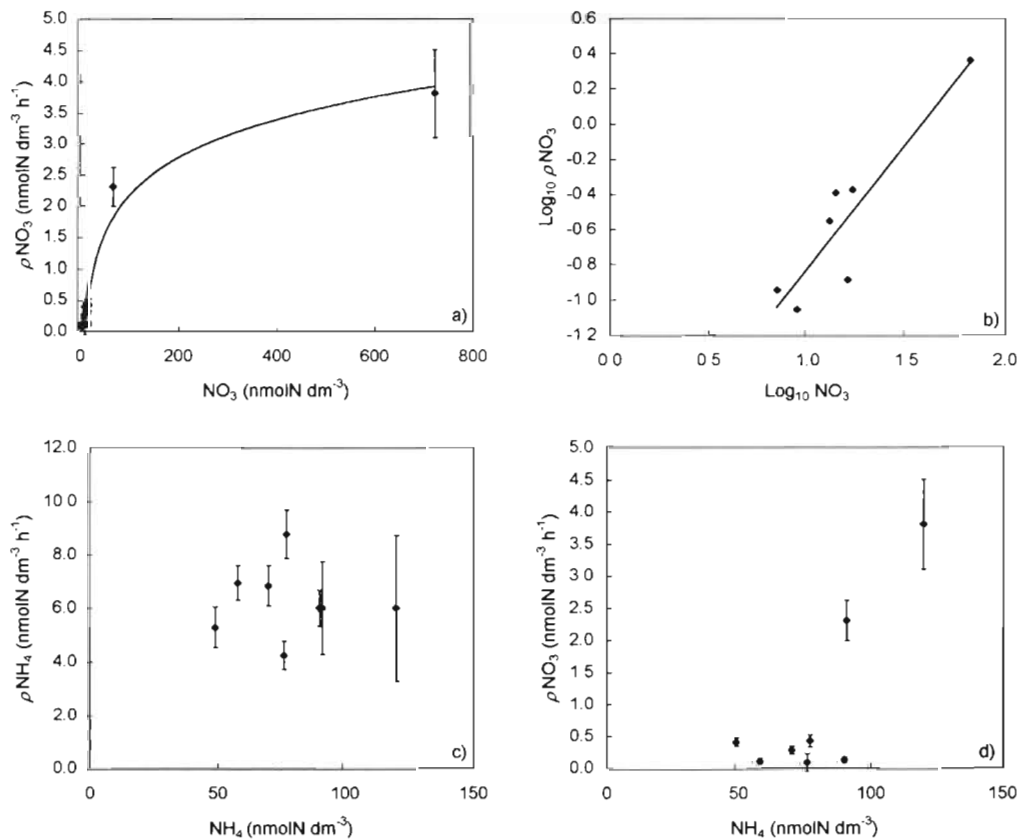 5.0
4.5
4.0
3.5
3.0
2.5
2.0
1.5
1.0
0.5
0.0
ρNO₃ (nmolN dm⁻³ h⁻¹)
0 200 400 600 800
NO₃ (nmolN dm⁻³)
a)
0.6
0 4
0.2
0.0
-0.2
-0.4
-0.6
-0.8
-1.0
-1.2
Log₁₀ ρNO₃
0.0 0 5 1.0 1.5 2.0
Log₁₀ NO₃
b)
12.0
10.0
8.0
6.0
4.0
2.0
0.0
ρNH₄ (nmolN dm⁻³ h⁻¹)
0 50 100 150
NH₄ (nmolN dm⁻³)
c)
5.0
4.5
4.0
3.5
3.0
2.5
2.0
1.5
1.0
0.5
0.0
ρNO₃ (nmolN dm⁻³ h⁻¹)
0 50 100 150
NH₄ (nmolN dm⁻³)
d)